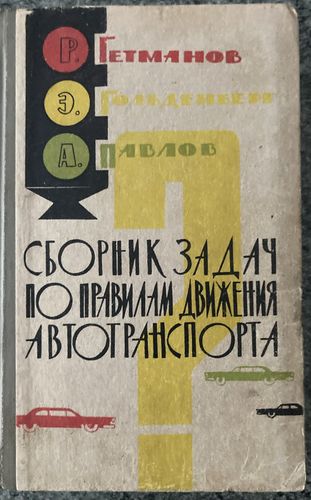 Р. ГЕТМАНОВ
Э. ГОЛЬДЕНБЕРГ
А. ПАВЛОВ
СБОРНИК ЗАДАЧ
ПО ПРАВИЛАМ ДВИЖЕНИЯ
АВТОТРАНСПОРТА
?